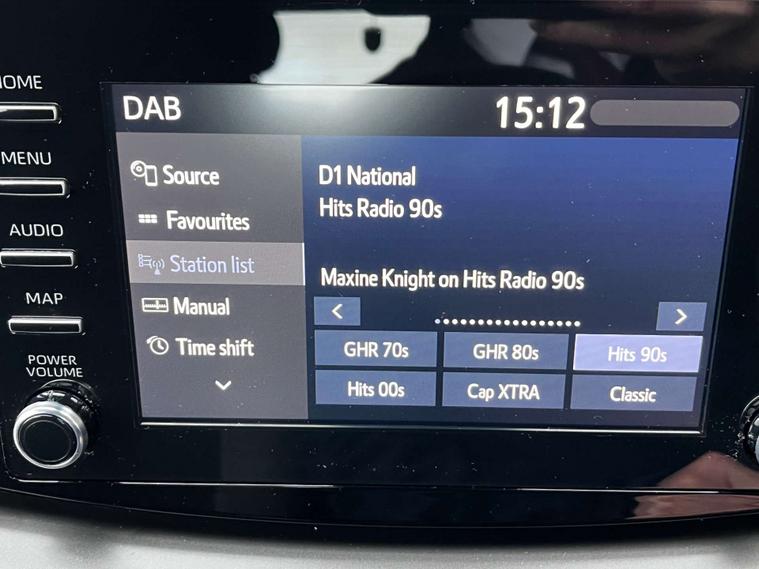 HOME
MENU
AUDIO
MAP
POWER
VOLUME
DAB
15:12
Source
Favourites
Station list
Manual
Time shift
D1 National
Hits Radio 90s
Maxine Knight on Hits Radio 90s
GHR 70s
GHR 80s
Hits 90s
Hits 00s
Cap XTRA
Classic